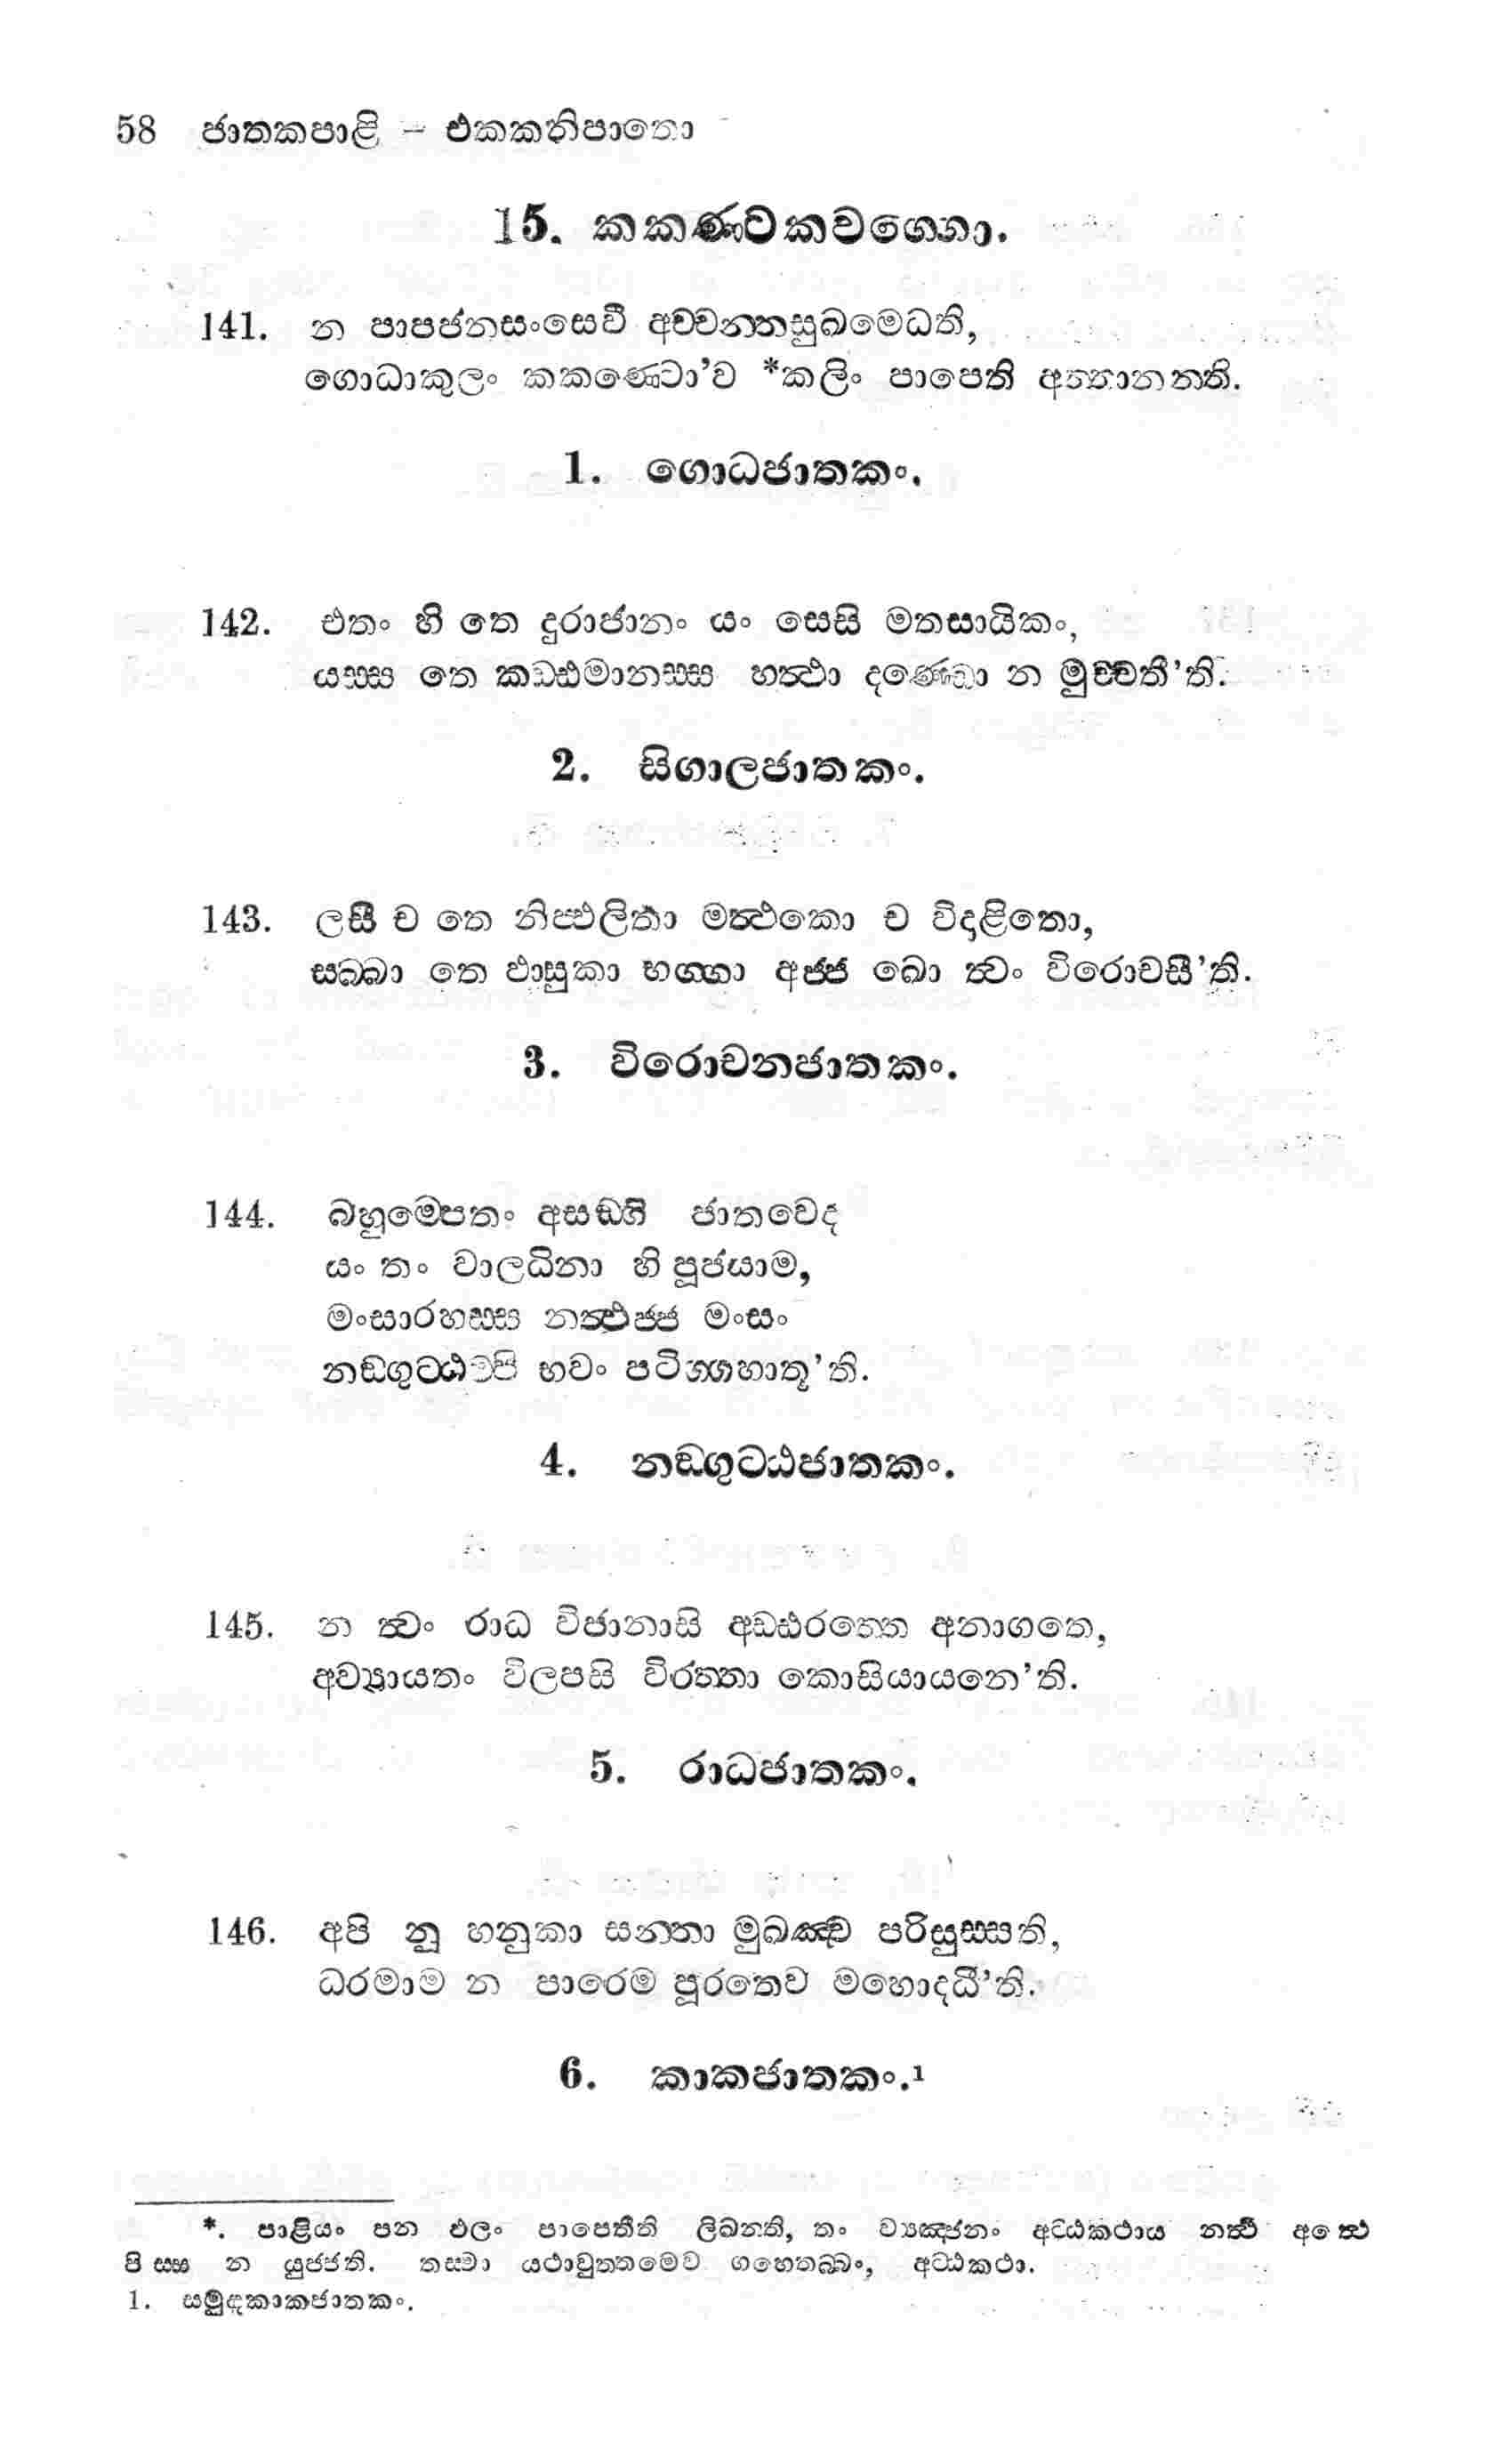 58 ජාතකපාළි - එකකනිපාතො
15. කකණ්ටකවග්ගො.
141. න පාපජනසංසෙවී අච්චන්තසුඛමෙධති,
ගොධාකුලං කකණ්ටො’ව *කලිං පාපෙති අත්තානන්ති.
1. ගොධජාතකං.
142. එතං හි තෙ දුරාජානං යං සෙසි මතසායිකං,
යස්ස තෙ කඩ්ඪමානස්ස හත්ථා දණ්ඩො න මුච්චතී’ති.
2. සිගාලජාතකං.
143. ලසී ච තෙ නිප්ඵලිතා මත්ථකො ච විදාළිතො,
සබ්බා තෙ ඵාසුකා භග්ගා අජ්ජ ඛො ත්වං විරොචසී’ති.
3. විරොචනජාතකං.
144. බහුම්පෙතං අසබ්භි ජාතවෙද
යං තං වාලධිනා භි පූජයාම,
මංසාරහස්ස නත්ථජ්ජ මංසං
නඞ්ගුට්ඨම්පි භවං පටිග්ගහාතූ’ති.
4. නඞ්ගුට්ඨජාතකං.
145. න ත්වං රාධ විජානාසි අඩ්ඪරත්තෙ අනාගතෙ,
අව්‍යායතං විලපසි විරත්තා කොසියායනෙ’ති.
5. රාධජාතකං.
146. අපි නූ හනුකා සන්තා මුඛඤ්ච පරිසුස්සති,
ධරමාම න පාරෙම පූරතෙව මහොදධී’ති.
6. කාකජාතකං.¹
*. පාළියං පන ඵලං පාපෙතීති ලිඛන්ති, තං ව්‍යඤ්ජනං අට්ඨකථාය නත්ථි අත්ථො
පිස්ස න යුජ්ජති. තස්මා යථාවුත්තමෙව ගහෙතබ්බං, අට්ඨකථා.
1. සමුද්දකාකජාතකං.